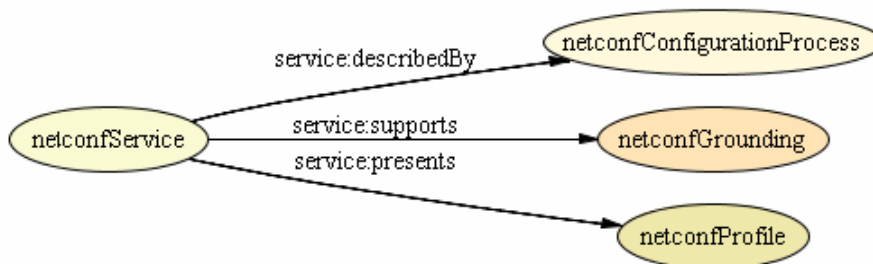 netconfConfigurationProcess
service:describedBy
service:supports
netconfService
netconfGrounding
service:presents
netconfProfile